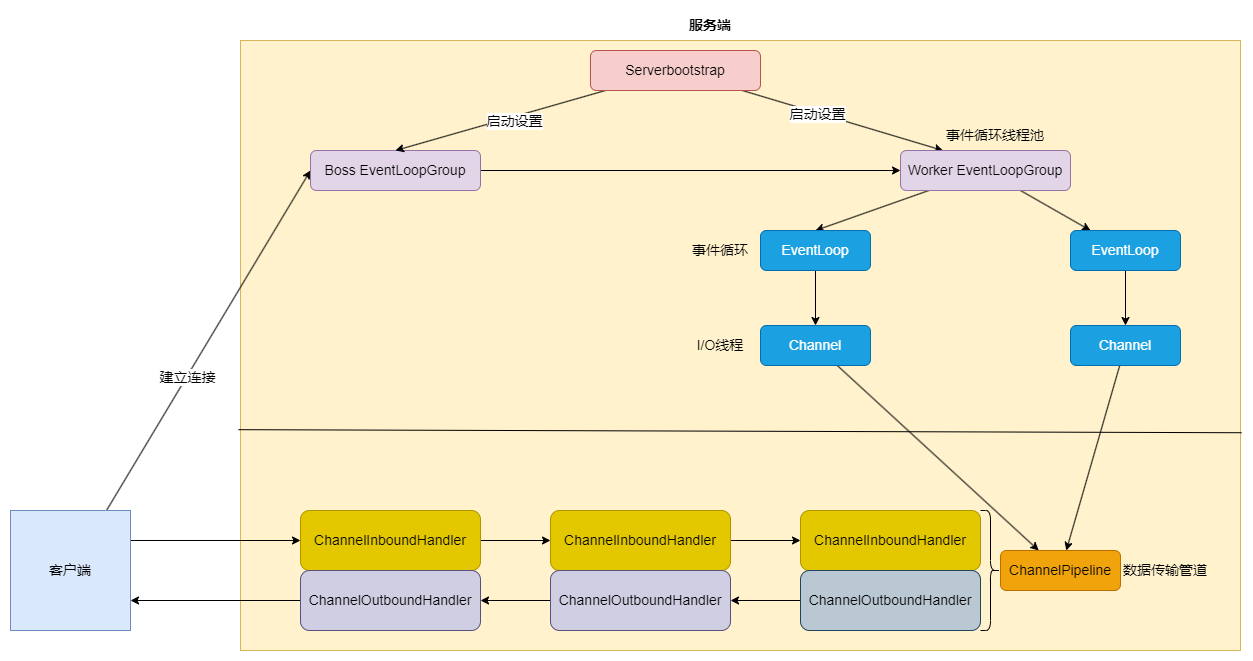 服务端
Serverbootstrap
启动设置
启动设置
事件循环线程池
Boss EventLoopGroup
Worker EventLoopGroup
事件循环
EventLoop
EventLoop
I/O线程
Channel
Channel
建立连接
客户端
ChannelInboundHandler
ChannelInboundHandler
ChannelInboundHandler
ChannelOutboundHandler
ChannelOutboundHandler
ChannelOutboundHandler
ChannelPipeline
数据传输管道